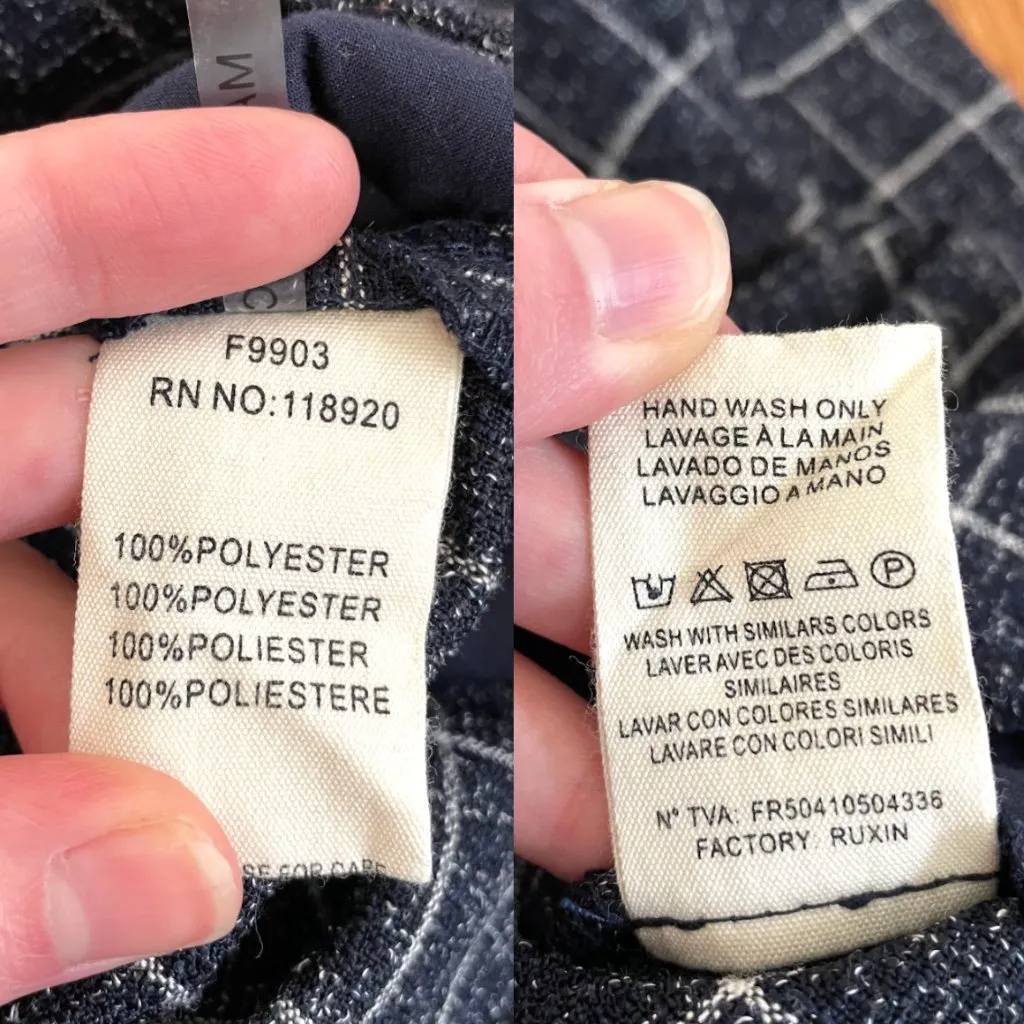 F9903
RN NO:118920
100%POLYESTER
100%POLYESTER
100%POLIESTER
100%POLIESTERE
FOR CARE
HAND WASH ONLY
LAVAGE À LA MAIN
LAVADO DE MANOS
LAVAGGIO A MANO
P
WASH WITH SIMILARS COLORS
LAVER AVEC DES COLORIS
SIMILAIRES
LAVAR CON COLORES SIMILARES
LAVARE CON COLORI SIMILI
N° TVA: FR50410504336
FACTORY: RUXIN